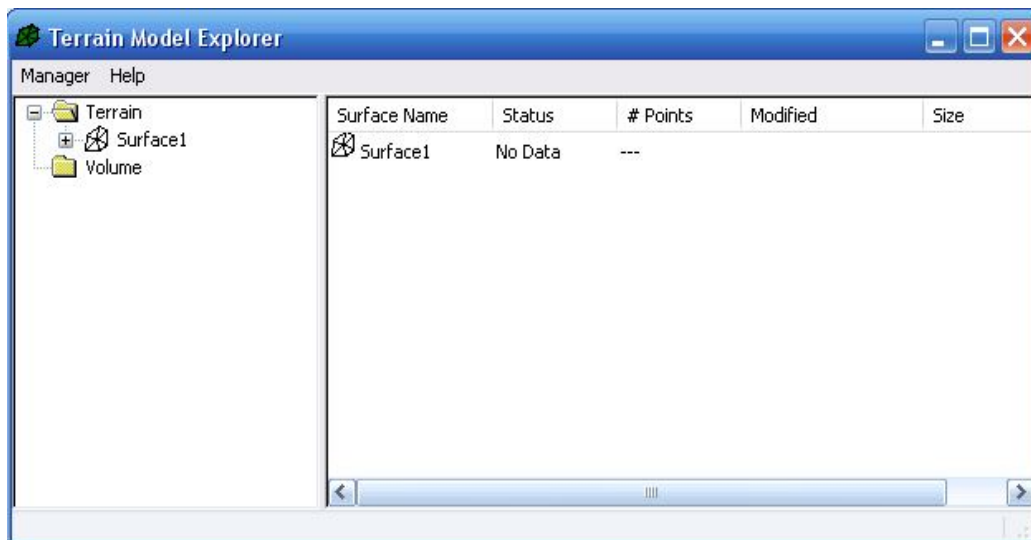 Terrain Model Explorer
Manager Help
Terrain
Surface1
Volume
Surface Name Status # Points Modified Size
Surface1 No Data ---